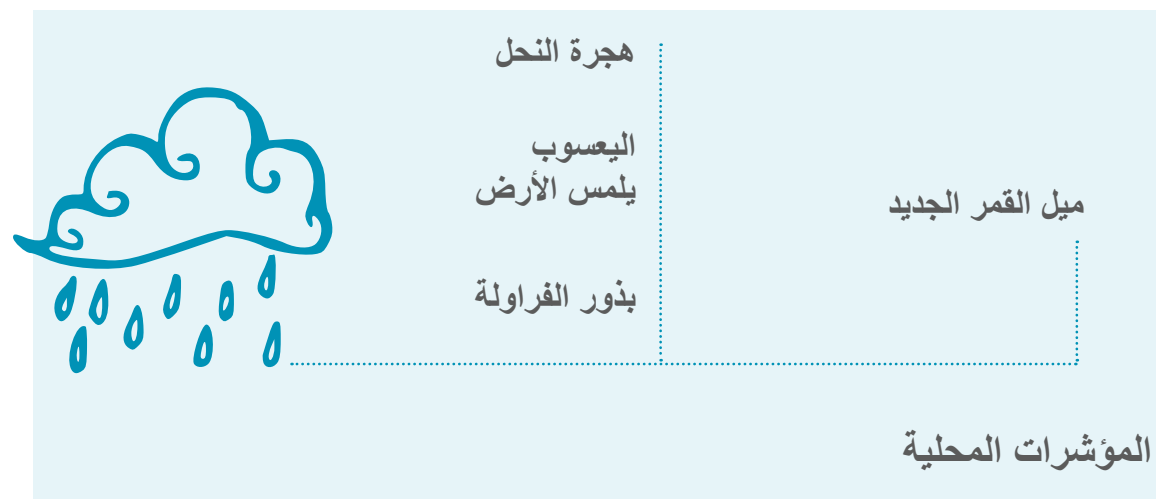 هجرة النحل
اليعسوب
يلمس الأرض
ميل القمر الجديد
بذور الفراولة
المؤشرات المحلية